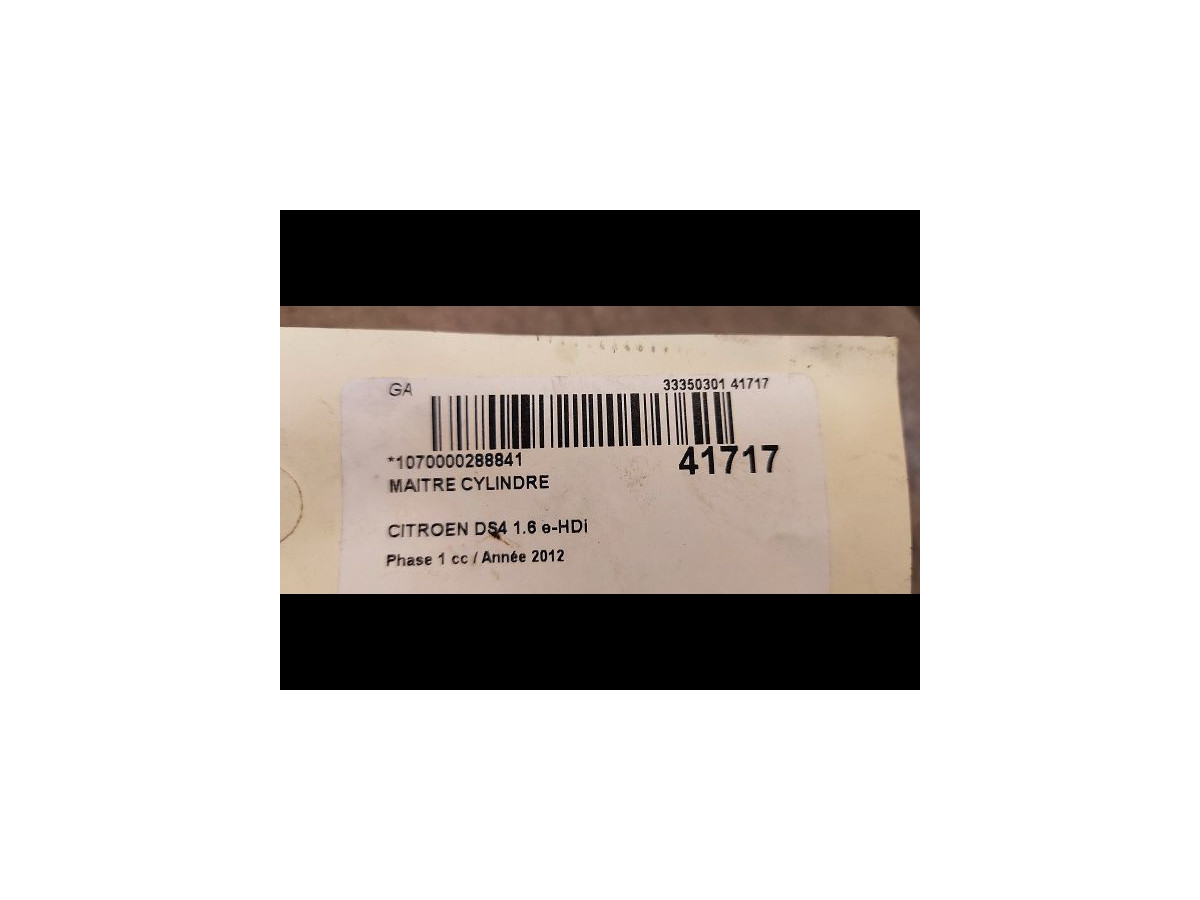 GA
33350301 41717
*1070000288841
41717
MAITRE CYLINDRE
CITROEN DS4 1.6 e-HDi
Phase 1 cc / Année 2012